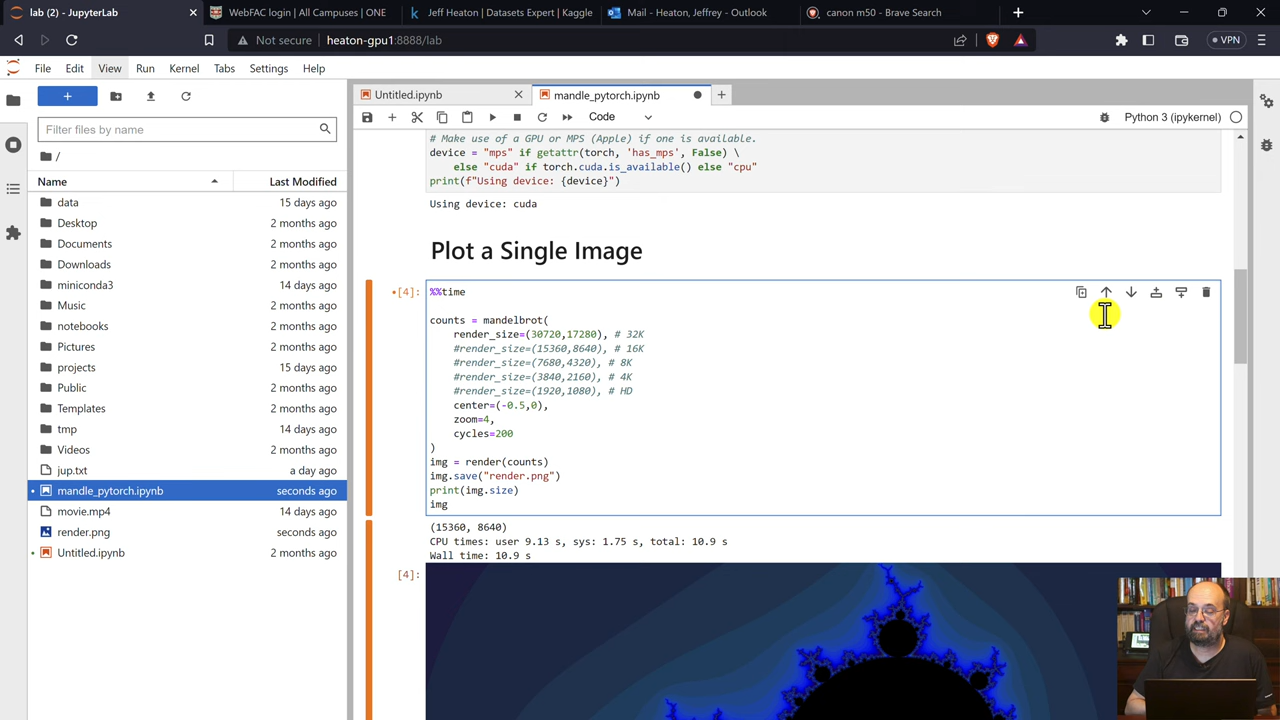 lab (2) - JupyterLab
WebFAC login | All Campuses | ONE
Jeff Heaton | Datasets Expert | Kaggle
Mail - Heaton, Jeffrey - Outlook
canon m50 - Brave Search
Not secure
heaton-gpu1:8888/lab
VPN
File Edit View Run Kernel Tabs Settings Help
Filter files by name
/
Name Last Modified
data 15 days ago
Desktop 2 months ago
Documents 2 months ago
Downloads 2 months ago
miniconda3 14 days ago
Music 2 months ago
notebooks 2 months ago
Pictures 2 months ago
projects 15 days ago
Public 2 months ago
Templates 2 months ago
tmp 14 days ago
Videos 2 months ago
jup.txt a day ago
mandle_pytorch.ipynb seconds ago
movie.mp4 14 days ago
render.png seconds ago
Untitled.ipynb 2 months ago
Untitled.ipynb
mandle_pytorch.ipynb
Code
Python 3 (ipykernel)
# Make use of a GPU or MPS (Apple) if one is available.
device = "mps" if getattr(torch, 'has_mps', False) \
else "cuda" if torch.cuda.is_available() else "cpu"
print(f"Using device: {device}")
Using device: cuda
Plot a Single Image
[4]: %%time
counts = mandelbrot(
render_size=(30720,17280), # 32K
#render_size=(15360,8640), # 16K
#render_size=(7680,4320), # 8K
#render_size=(3840,2160), # 4K
#render_size=(1920,1080), # HD
center=(-0.5,0),
zoom=4,
cycles=200
)
img = render(counts)
img.save("render.png")
print(img.size)
img
(15360, 8640)
CPU times: user 9.13 s, sys: 1.75 s, total: 10.9 s
Wall time: 10.9 s
[4]: